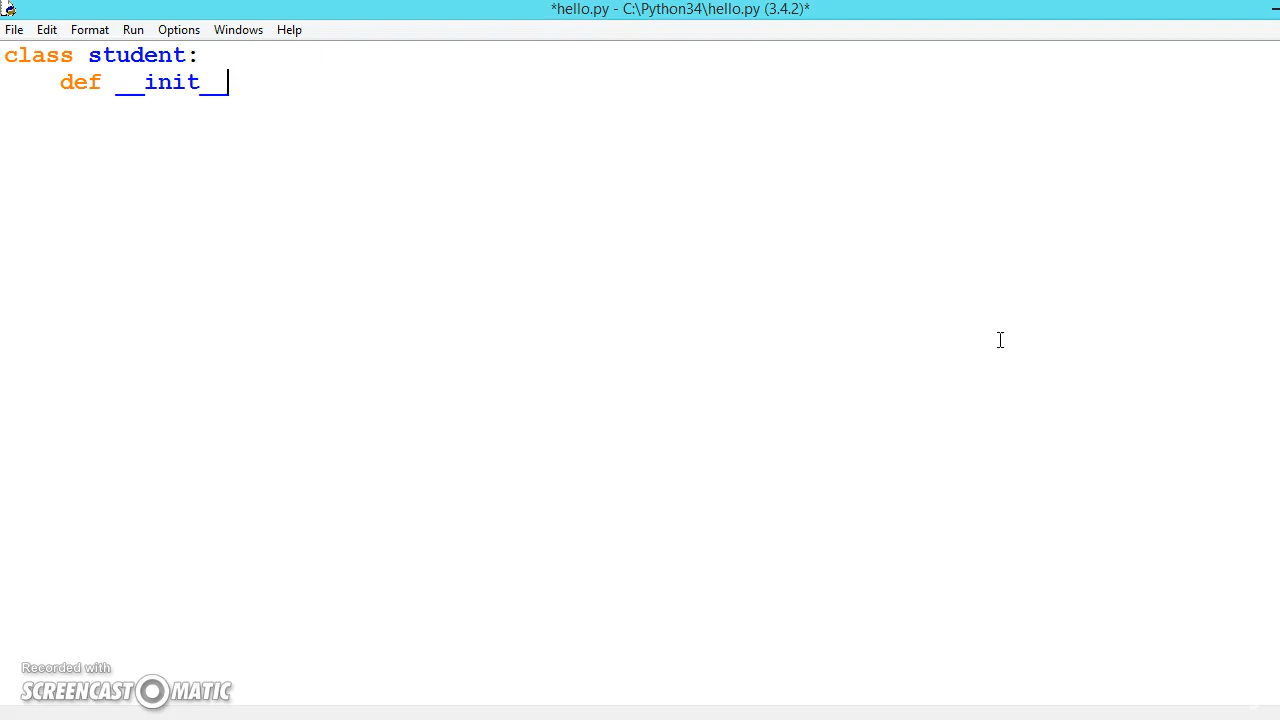 *hello.py - C:\Python34\hello.py (3.4.2)*
File Edit Format Run Options Windows Help
class student:
    def __init__
Recorded with
SCREENCAST MATIC